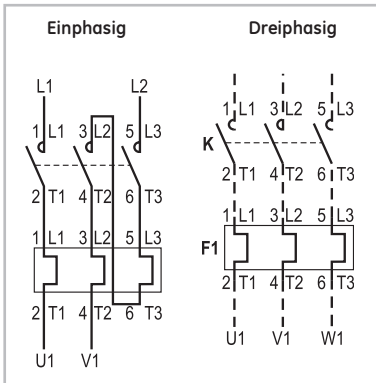 Einphasig Dreiphasig
L1 L2
1 L1 3 L2 5 L3 1 L1 3 L2 5 L3
K
2 T1 4 T2 6 T3 2 T1 4 T2 6 T3
1 L1 3 L2 5 L3 1 L1 3 L2 5 L3
F1
2 T1 4 T2 6 T3 2 T1 4 T2 6 T3
U1 V1 U1 V1 W1